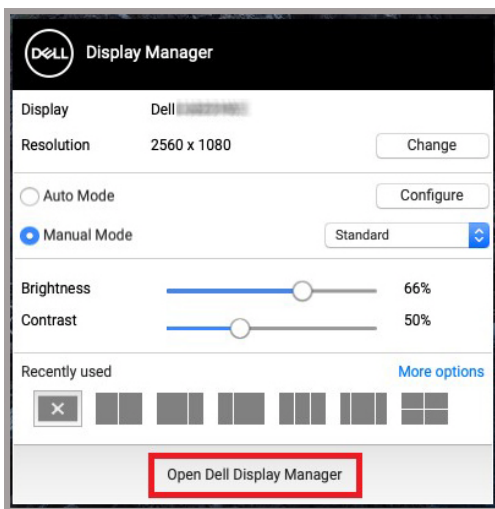 DELL Display Manager
Display Dell
Resolution 2560 x 1080 Change
Auto Mode Configure
Manual Mode Standard
Brightness 66%
Contrast 50%
Recently used More options
Open Dell Display Manager